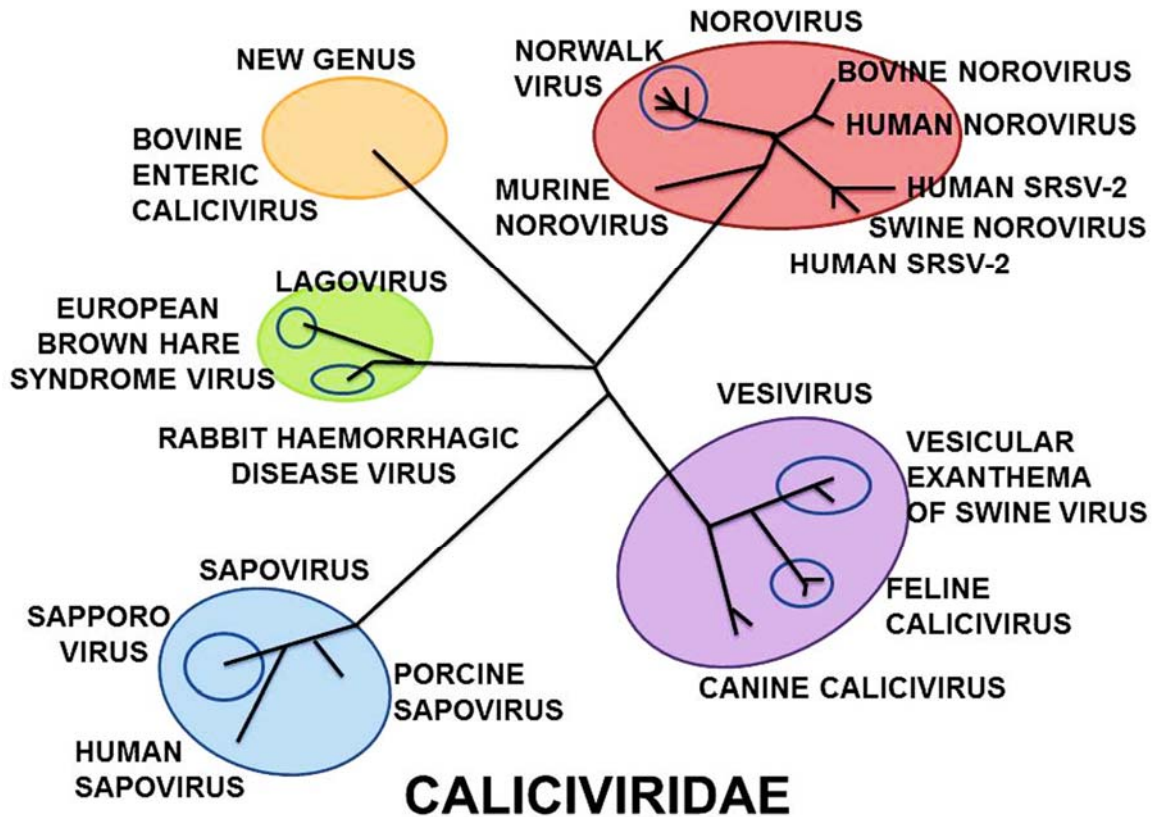 NEW GENUS
BOVINE
ENTERIC
CALICIVIRUS
NOROVIRUS
NORWALK
VIRUS
BOVINE NOROVIRUS
HUMAN NOROVIRUS
MURINE
NOROVIRUS
HUMAN SRSV-2
SWINE NOROVIRUS
HUMAN SRSV-2
LAGOVIRUS
EUROPEAN
BROWN HARE
SYNDROME VIRUS
RABBIT HAEMORRHAGIC
DISEASE VIRUS
VESIVIRUS
VESICULAR
EXANTHEMA
OF SWINE VIRUS
FELINE
CALICIVIRUS
CANINE CALICIVIRUS
SAPOVIRUS
SAPPORO
VIRUS
PORCINE
SAPOVIRUS
HUMAN
SAPOVIRUS
CALICIVIRIDAE